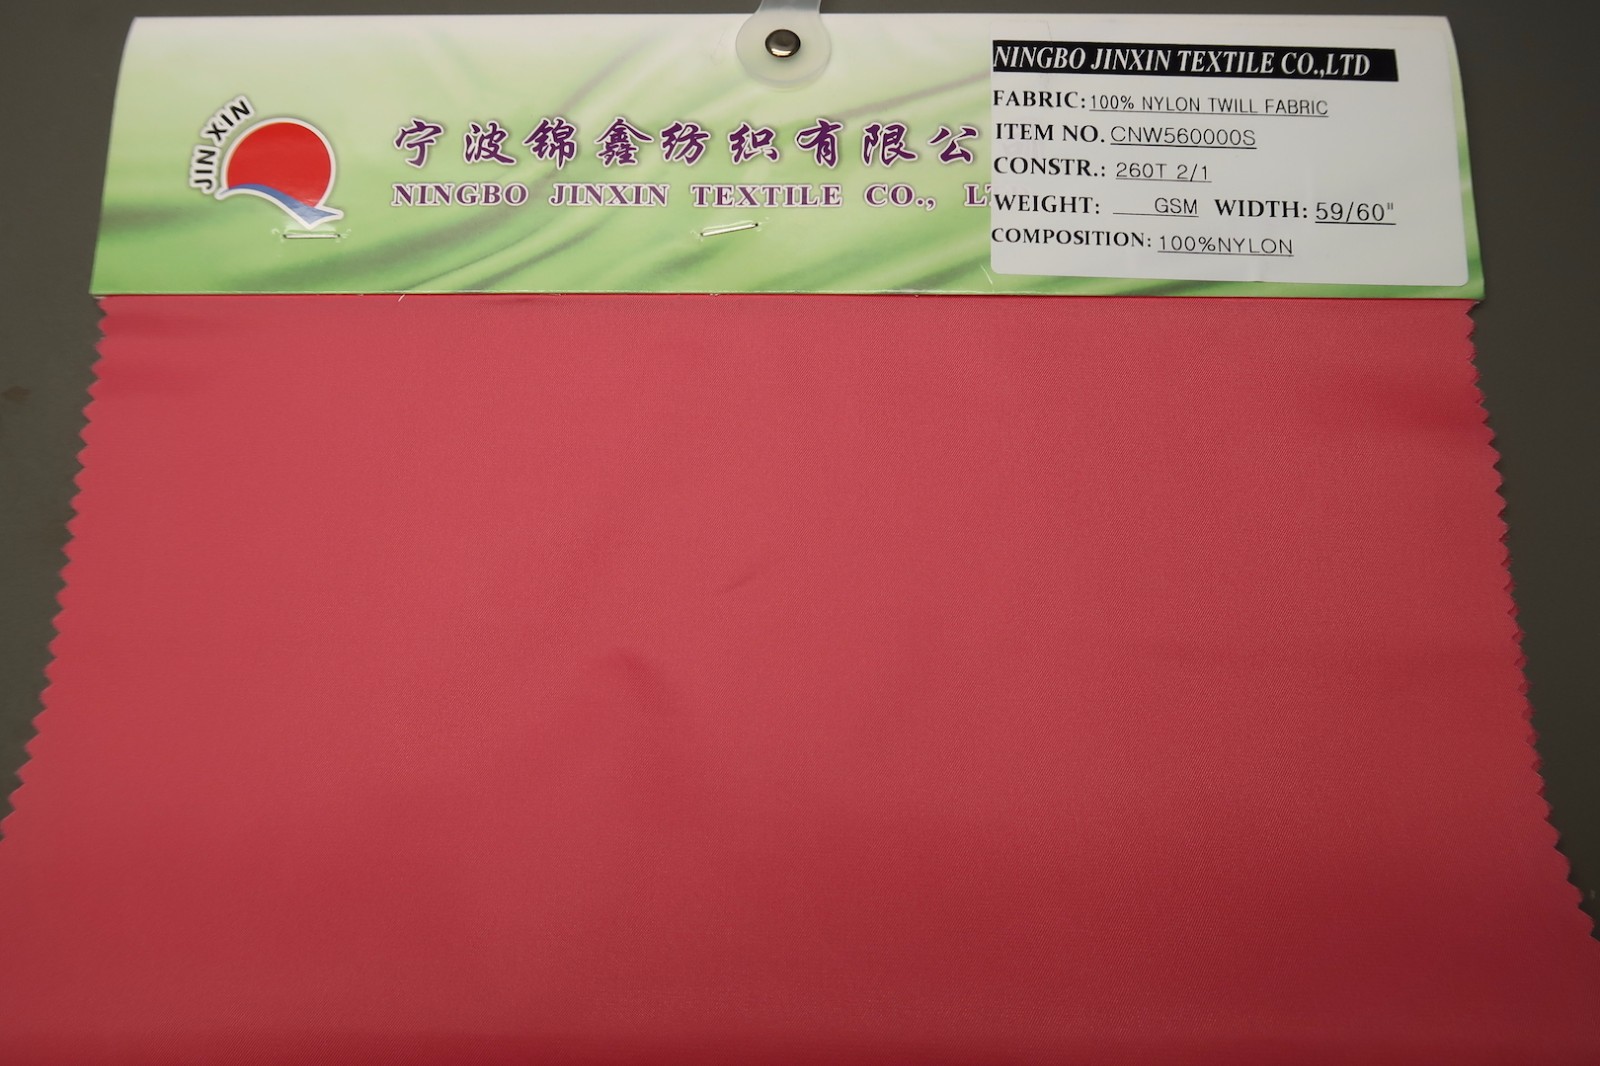 JIN XIN
宁波锦鑫纺织有限公
NINGBO JINXIN TEXTILE CO., L
NINGBO JINXIN TEXTILE CO.,LTD
FABRIC: 100% NYLON TWILL FABRIC
ITEM NO. CNW560000S
CONSTR.: 260T 2/1
WEIGHT: ___GSM WIDTH: 59/60"
COMPOSITION: 100%NYLON